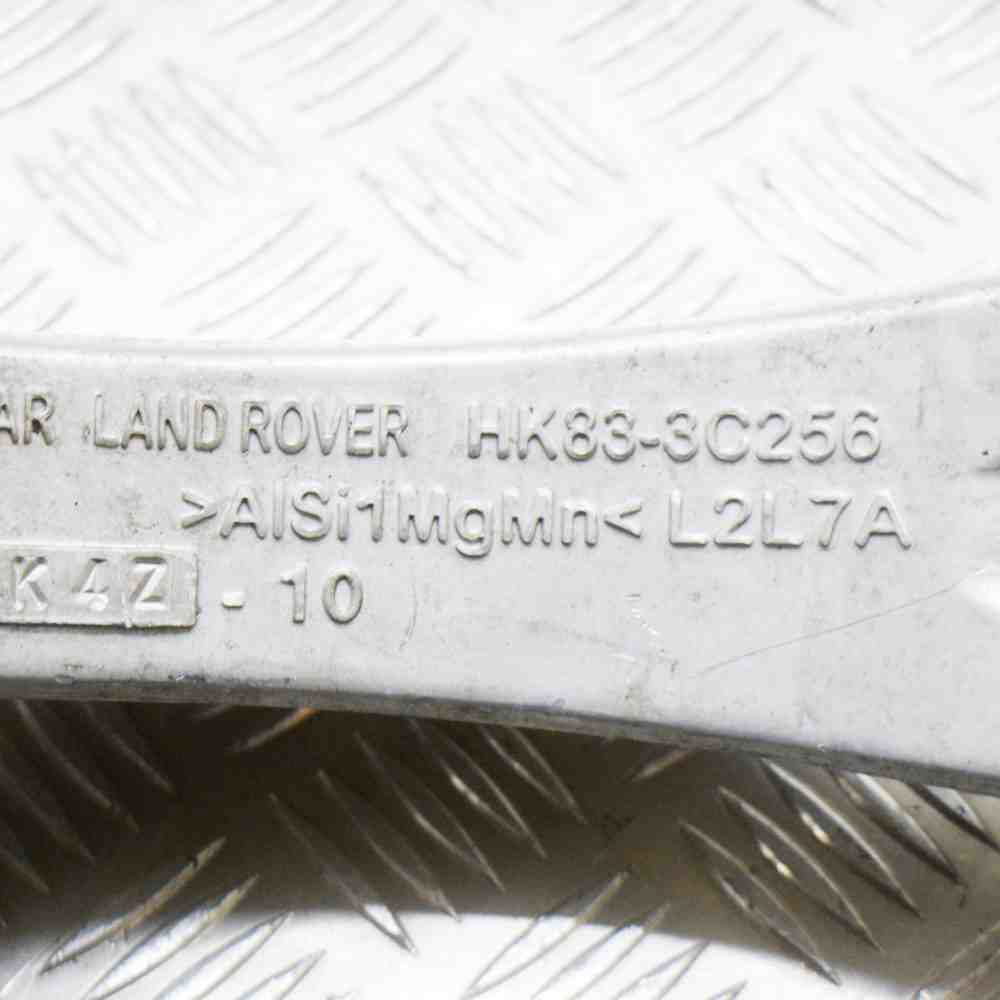 AR LAND ROVER HK83-3C256
>AlSi1MgMn< L2L7A
K4Z - 10